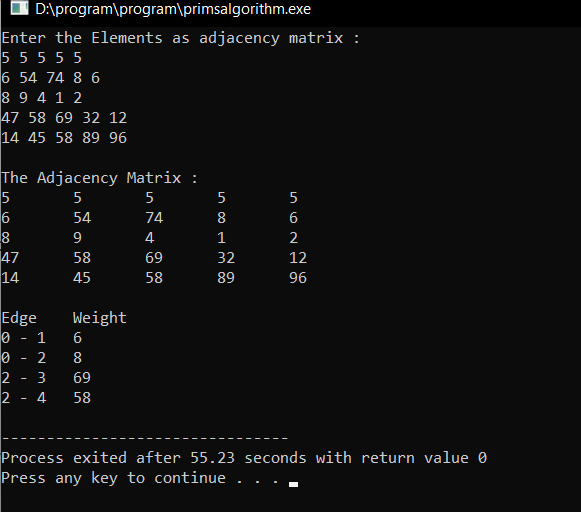 D:\program\program\primsalgorithm.exe
Enter the Elements as adjacency matrix :
5 5 5 5 5
6 54 74 8 6
8 9 4 1 2
47 58 69 32 12
14 45 58 89 96
The Adjacency Matrix :
5 5 5 5 5
6 54 74 8 6
8 9 4 1 2
47 58 69 32 12
14 45 58 89 96
Edge Weight
0 - 1 6
0 - 2 8
2 - 3 69
2 - 4 58
--------------------------------
Process exited after 55.23 seconds with return value 0
Press any key to continue . . .